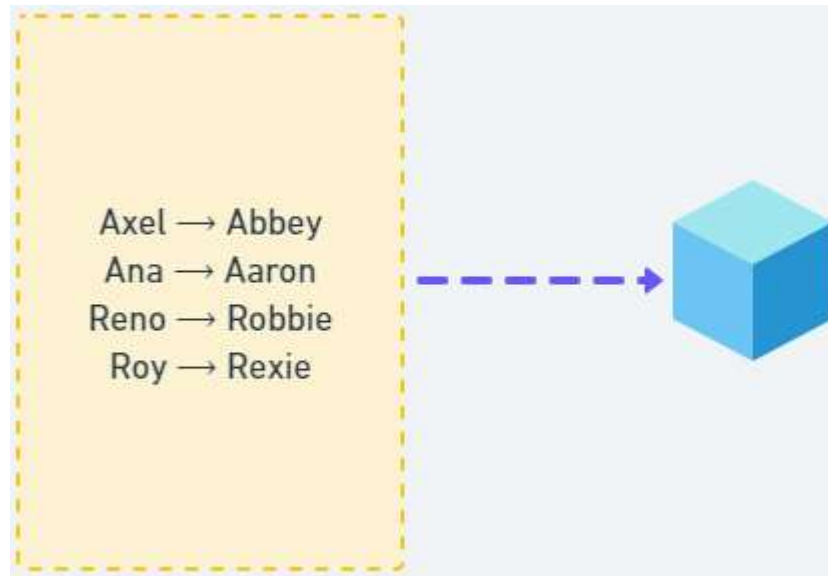 Axel → Abbey
Ana → Aaron
Reno → Robbie
Roy → Rexie